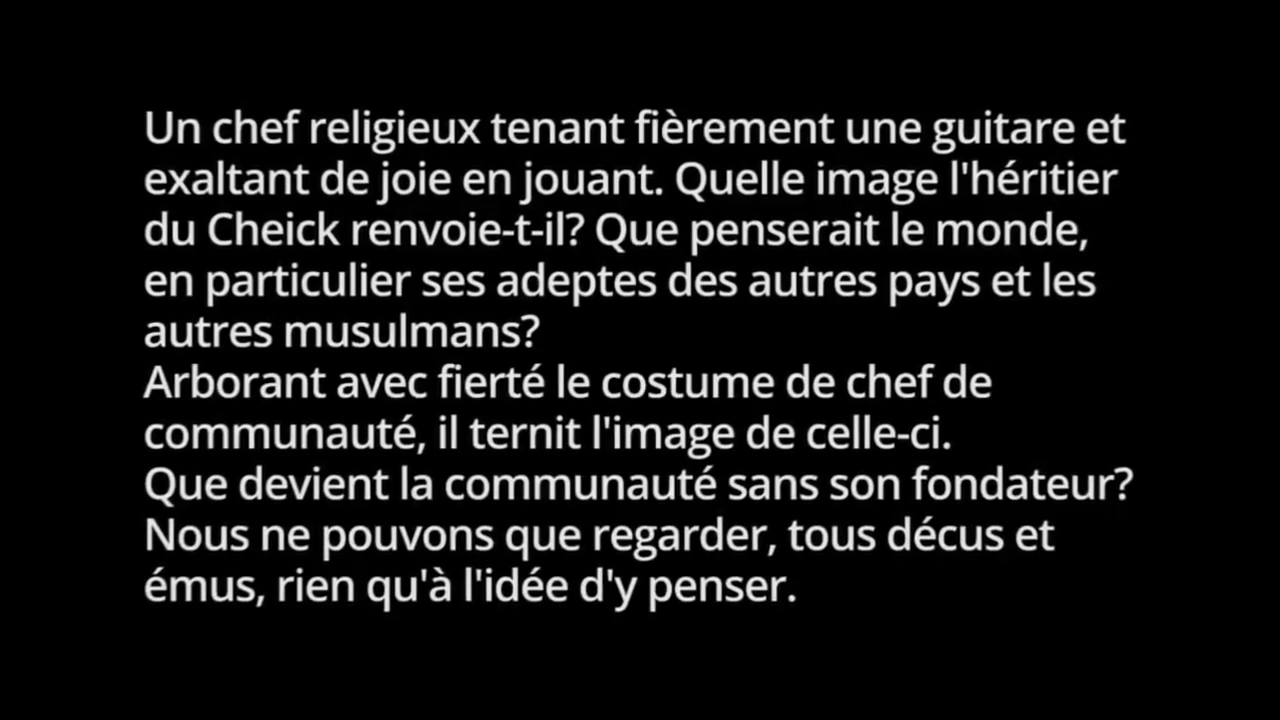 Un chef religieux tenant fièrement une guitare et
exaltant de joie en jouant. Quelle image l'héritier
du Cheick renvoie-t-il? Que penserait le monde,
en particulier ses adeptes des autres pays et les
autres musulmans?
Arborant avec fierté le costume de chef de
communauté, il ternit l'image de celle-ci.
Que devient la communauté sans son fondateur?
Nous ne pouvons que regarder, tous décus et
émus, rien qu'à l'idée d'y penser.